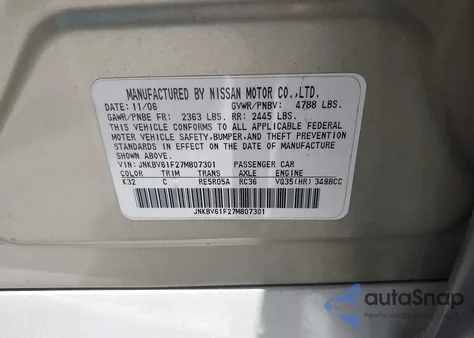 MANUFACTURED BY NISSAN MOTOR CO.,LTD.
DATE: 11/06 GVWR/PNBV: 4788 LBS.
GAWR/PNBE FR: 2363 LBS. RR: 2445 LBS.
THIS VEHICLE CONFORMS TO ALL APPLICABLE FEDERAL
MOTOR VEHICLE SAFETY,BUMPER,AND THEFT PREVENTION
STANDARDS IN EFFECT ON THE DATE OF MANUFACTURE
SHOWN ABOVE.
VIN: JNKBV61F27M807301 PASSENGER CAR
COLOR TRIM TRANS AXLE ENGINE
K32 C RE5R05A RC36 VQ35(HR) 3498CC
JNKBV61F27M807301
autoSnap